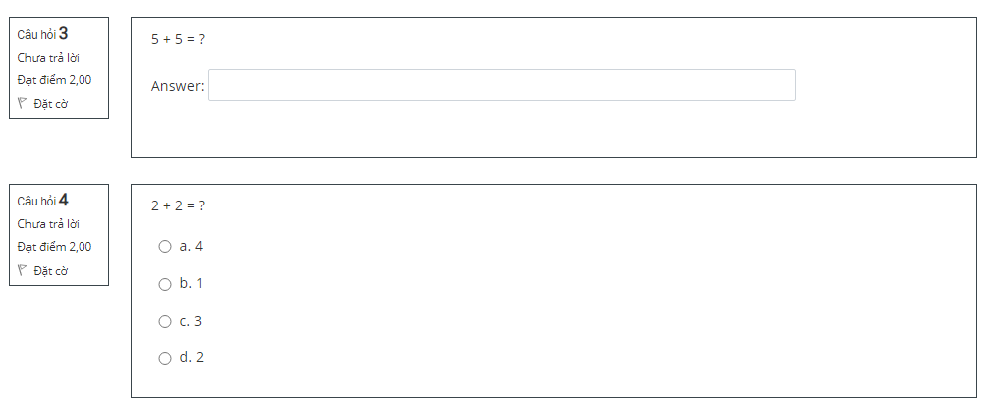 Câu hỏi 3
Chưa trả lời
Đạt điểm 2,00
Đặt cờ
5 + 5 = ?
Answer:
Câu hỏi 4
Chưa trả lời
Đạt điểm 2,00
Đặt cờ
2 + 2 = ?
a. 4
b. 1
c. 3
d. 2